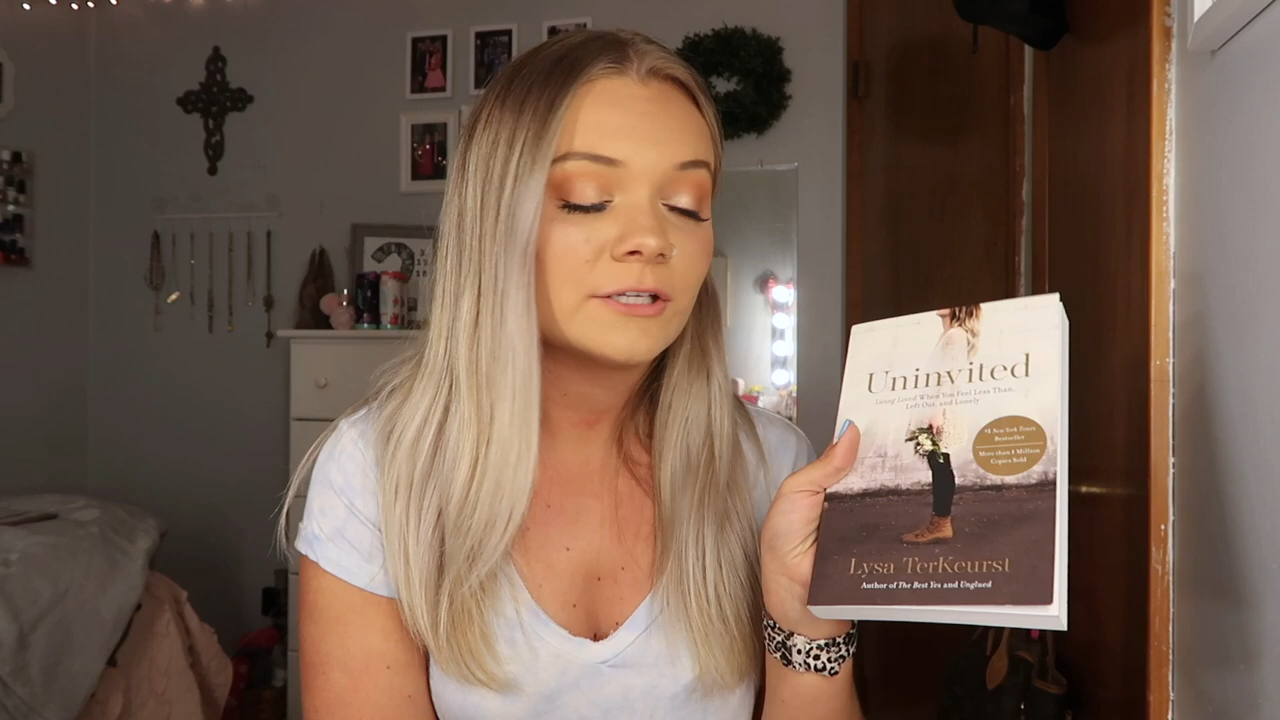 Uninvited
Living Loved When You Feel Less Than,
Left Out, and Lonely
#1 New York Times
Bestseller
More than 1 Million
Copies Sold
Lysa TerKeurst
Author of The Best Yes and Unglued